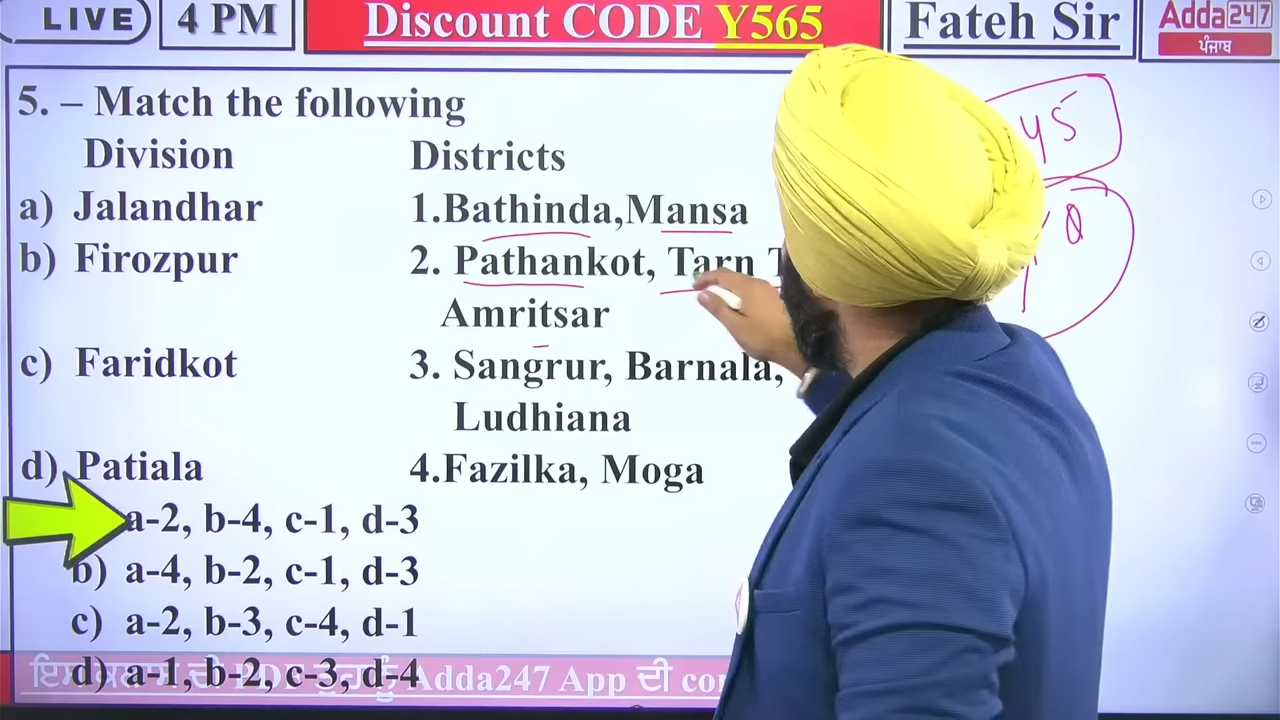 LIVE 4 PM Discount CODE Y565 Fateh Sir Adda247
ਪੰਜਾਬ
5. – Match the following
Division Districts
a) Jalandhar 1.Bathinda,Mansa
b) Firozpur 2. Pathankot, Tarn
Amritsar
c) Faridkot 3. Sangrur, Barnala,
Ludhiana
d) Patiala 4.Fazilka, Moga
a-2, b-4, c-1, d-3
b) a-4, b-2, c-1, d-3
c) a-2, b-3, c-4, d-1
d) a-1, b-2, c-3, d-4
Adda247 App ਦੀ